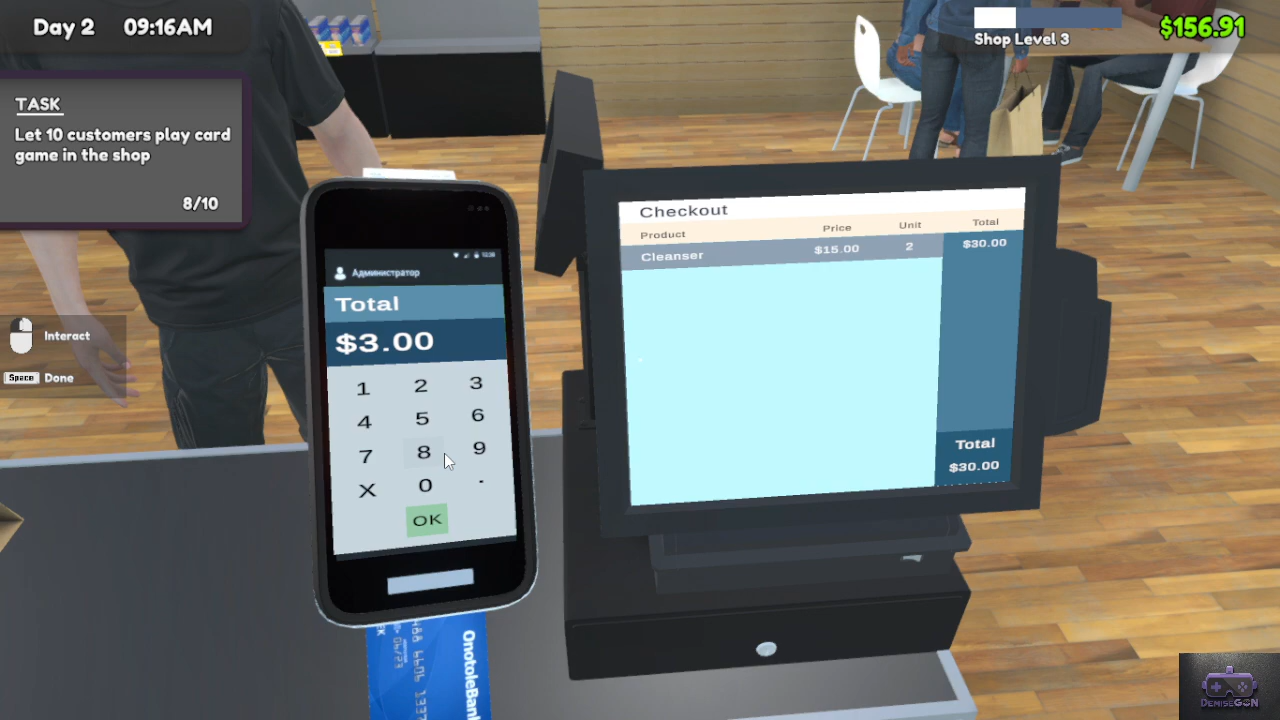 Day 2 09:16AM
Shop Level 3
$156.91
TASK
Let 10 customers play card
game in the shop
8/10
Interact
Space Done
Администратор
Total
$3.00
1 2 3
4 5 6
7 8 9
X 0 .
OK
Checkout
Product Price Unit Total
Cleanser $15.00 2 $30.00
Total
$30.00
OnotoleBank
DEMISEGON